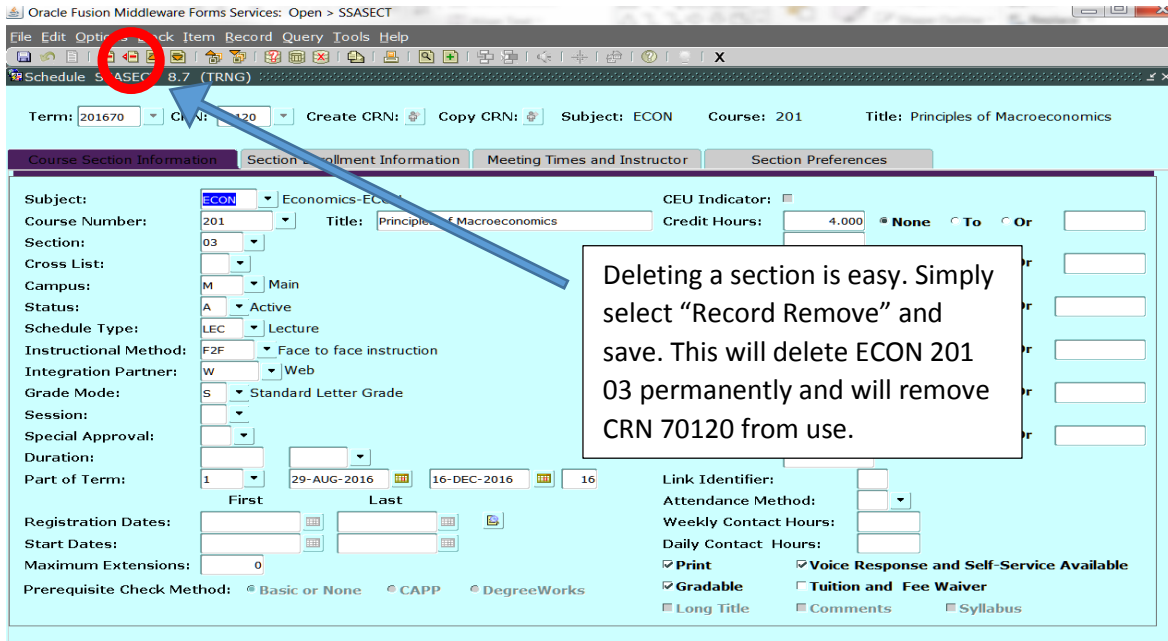 Oracle Fusion Middleware Forms Services: Open > SSASECT
File Edit Options Block Item Record Query Tools Help
X
Schedule SSASECT 8.7 (TRNG)
Term: 201670 CRN: 120 Create CRN: Copy CRN: Subject: ECON Course: 201 Title: Principles of Macroeconomics
Course Section Information Section Enrollment Information Meeting Times and Instructor Section Preferences
Subject: ECON Economics-ECON CEU Indicator:
Course Number: 201 Title: Principles of Macroeconomics Credit Hours: 4.000 None To Or
Section: 03
Cross List:
Campus: M Main
Status: A Active
Schedule Type: LEC Lecture
Instructional Method: F2F Face to face instruction
Integration Partner: W Web
Grade Mode: S Standard Letter Grade
Session:
Special Approval:
Duration:
Deleting a section is easy. Simply
select “Record Remove” and
save. This will delete ECON 201
03 permanently and will remove
CRN 70120 from use.
Part of Term: 1 29-AUG-2016 16-DEC-2016 16 Link Identifier:
First Last Attendance Method:
Registration Dates: Weekly Contact Hours:
Start Dates: Daily Contact Hours:
Maximum Extensions: 0 Print Voice Response and Self-Service Available
Prerequisite Check Method: Basic or None CAPP DegreeWorks Gradable Tuition and Fee Waiver
Long Title Comments Syllabus